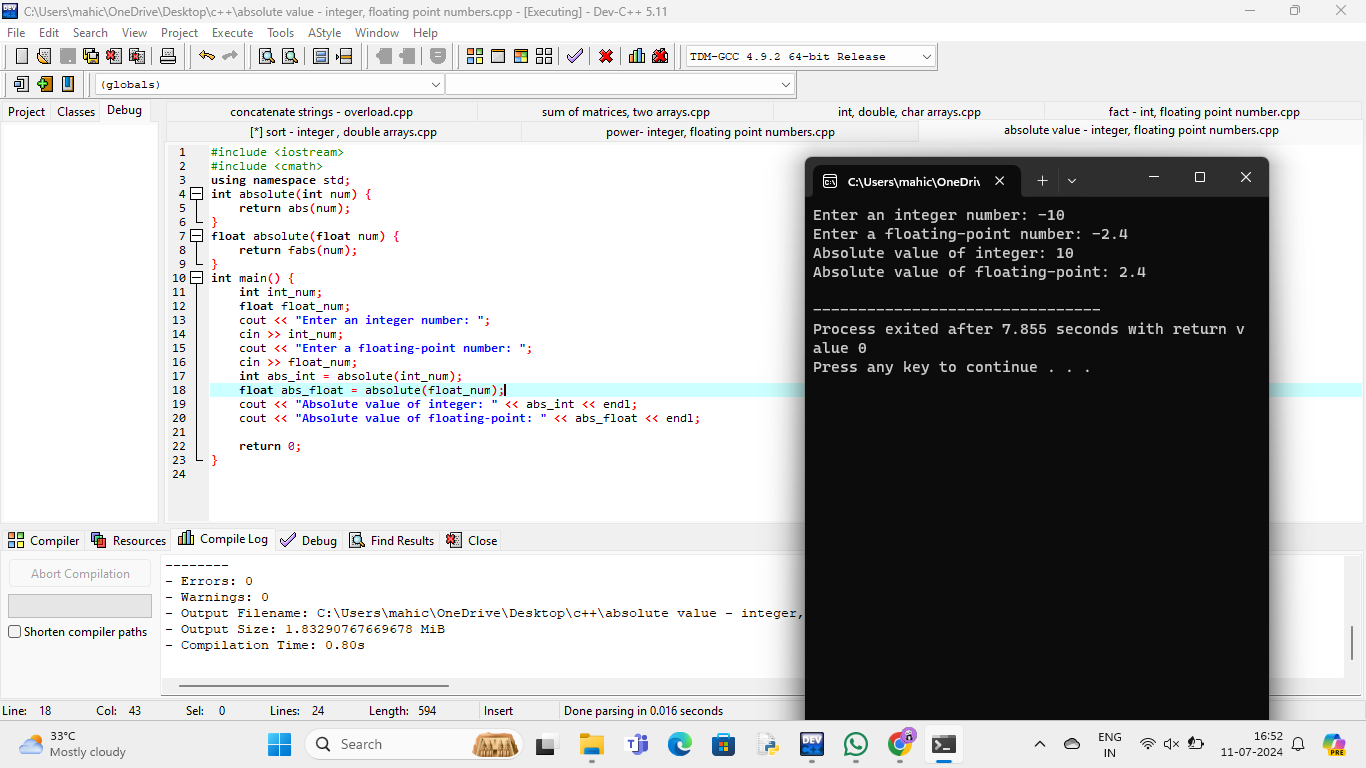 C:\Users\mahic\OneDrive\Desktop\c++\absolute value - integer, floating point numbers.cpp - [Executing] - Dev-C++ 5.11
File Edit Search View Project Execute Tools AStyle Window Help
TDM-GCC 4.9.2 64-bit Release
(globals)
Project Classes Debug
concatenate strings - overload.cpp sum of matrices, two arrays.cpp int, double, char arrays.cpp fact - int, floating point number.cpp
[*] sort - integer , double arrays.cpp power- integer, floating point numbers.cpp absolute value - integer, floating point numbers.cpp
1 #include <iostream>
2 #include <cmath>
3 using namespace std;
4 int absolute(int num) {
5 return abs(num);
6 }
7 float absolute(float num) {
8 return fabs(num);
9 }
10 int main() {
11 int int_num;
12 float float_num;
13 cout << "Enter an integer number: ";
14 cin >> int_num;
15 cout << "Enter a floating-point number: ";
16 cin >> float_num;
17 int abs_int = absolute(int_num);
18 float abs_float = absolute(float_num);
19 cout << "Absolute value of integer: " << abs_int << endl;
20 cout << "Absolute value of floating-point: " << abs_float << endl;
21
22 return 0;
23 }
24
C:\Users\mahic\OneDri
Enter an integer number: -10
Enter a floating-point number: -2.4
Absolute value of integer: 10
Absolute value of floating-point: 2.4
--------------------------------
Process exited after 7.855 seconds with return v
alue 0
Press any key to continue . . .
Compiler Resources Compile Log Debug Find Results Close
Abort Compilation
Shorten compiler paths
--------
- Errors: 0
- Warnings: 0
- Output Filename: C:\Users\mahic\OneDrive\Desktop\c++\absolute value - integer,
- Output Size: 1.83290767669678 MiB
- Compilation Time: 0.80s
Line: 18 Col: 43 Sel: 0 Lines: 24 Length: 594 Insert Done parsing in 0.016 seconds
33°C
Mostly cloudy
Search
DEV
PRE
ENG
IN
16:52
11-07-2024